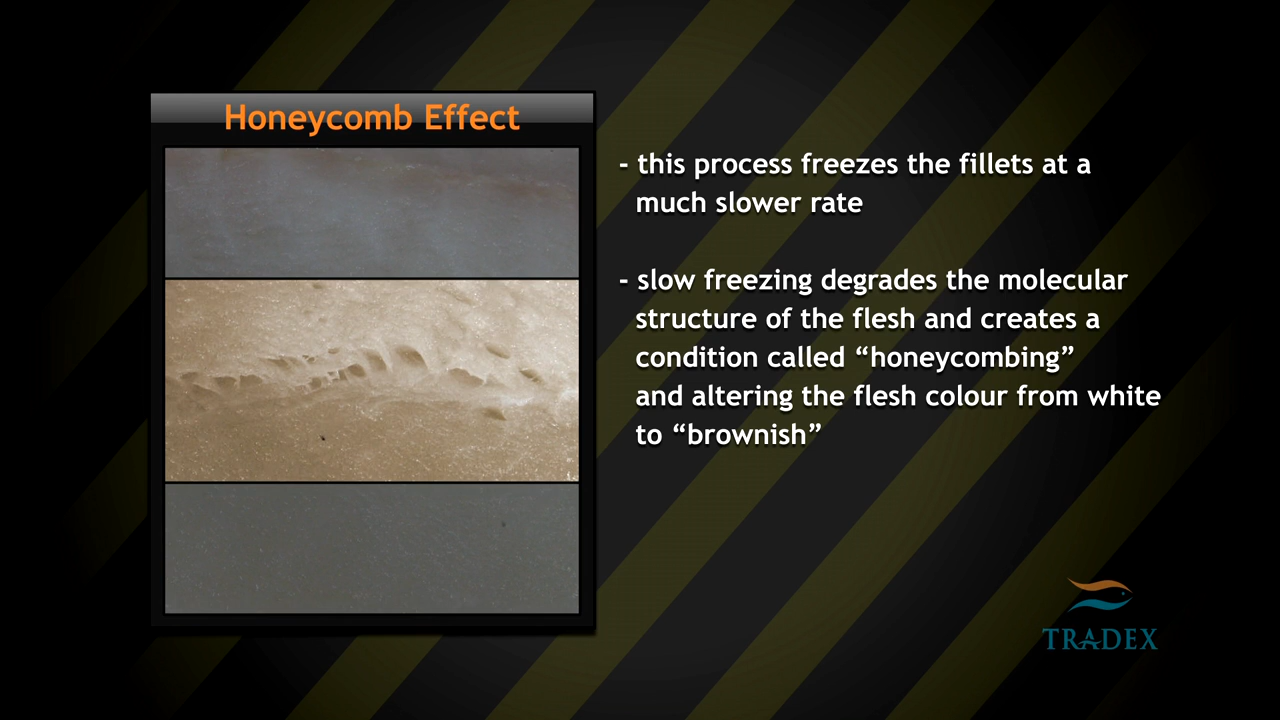 Honeycomb Effect
- this process freezes the fillets at a
much slower rate
- slow freezing degrades the molecular
structure of the flesh and creates a
condition called “honeycombing”
and altering the flesh colour from white
to “brownish”
TRADEX